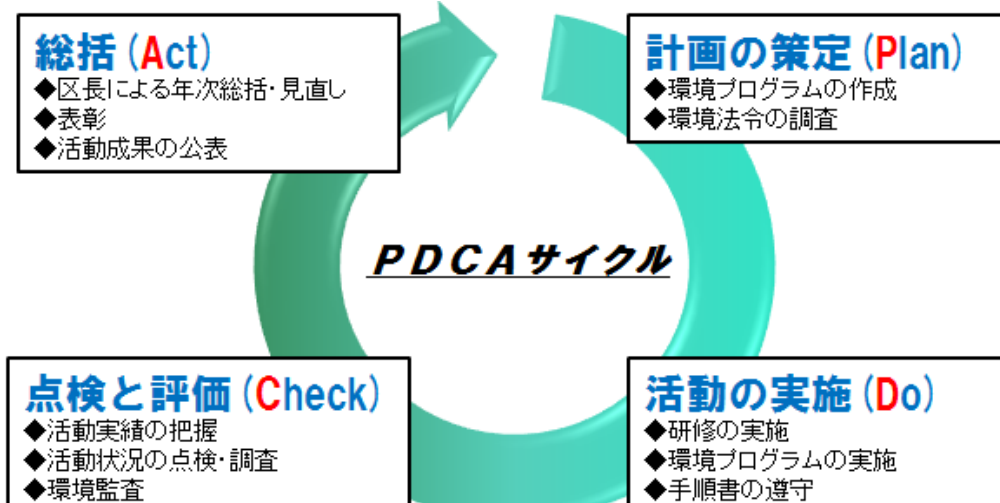 総括(Act)
◆区長による年次総括・見直し
◆表彰
◆活動成果の公表
計画の策定(Plan)
◆環境プログラムの作成
◆環境法令の調査
PDCAサイクル
点検と評価(Check)
◆活動実績の把握
◆活動状況の点検・調査
◆環境監査
活動の実施(Do)
◆研修の実施
◆環境プログラムの実施
◆手順書の遵守